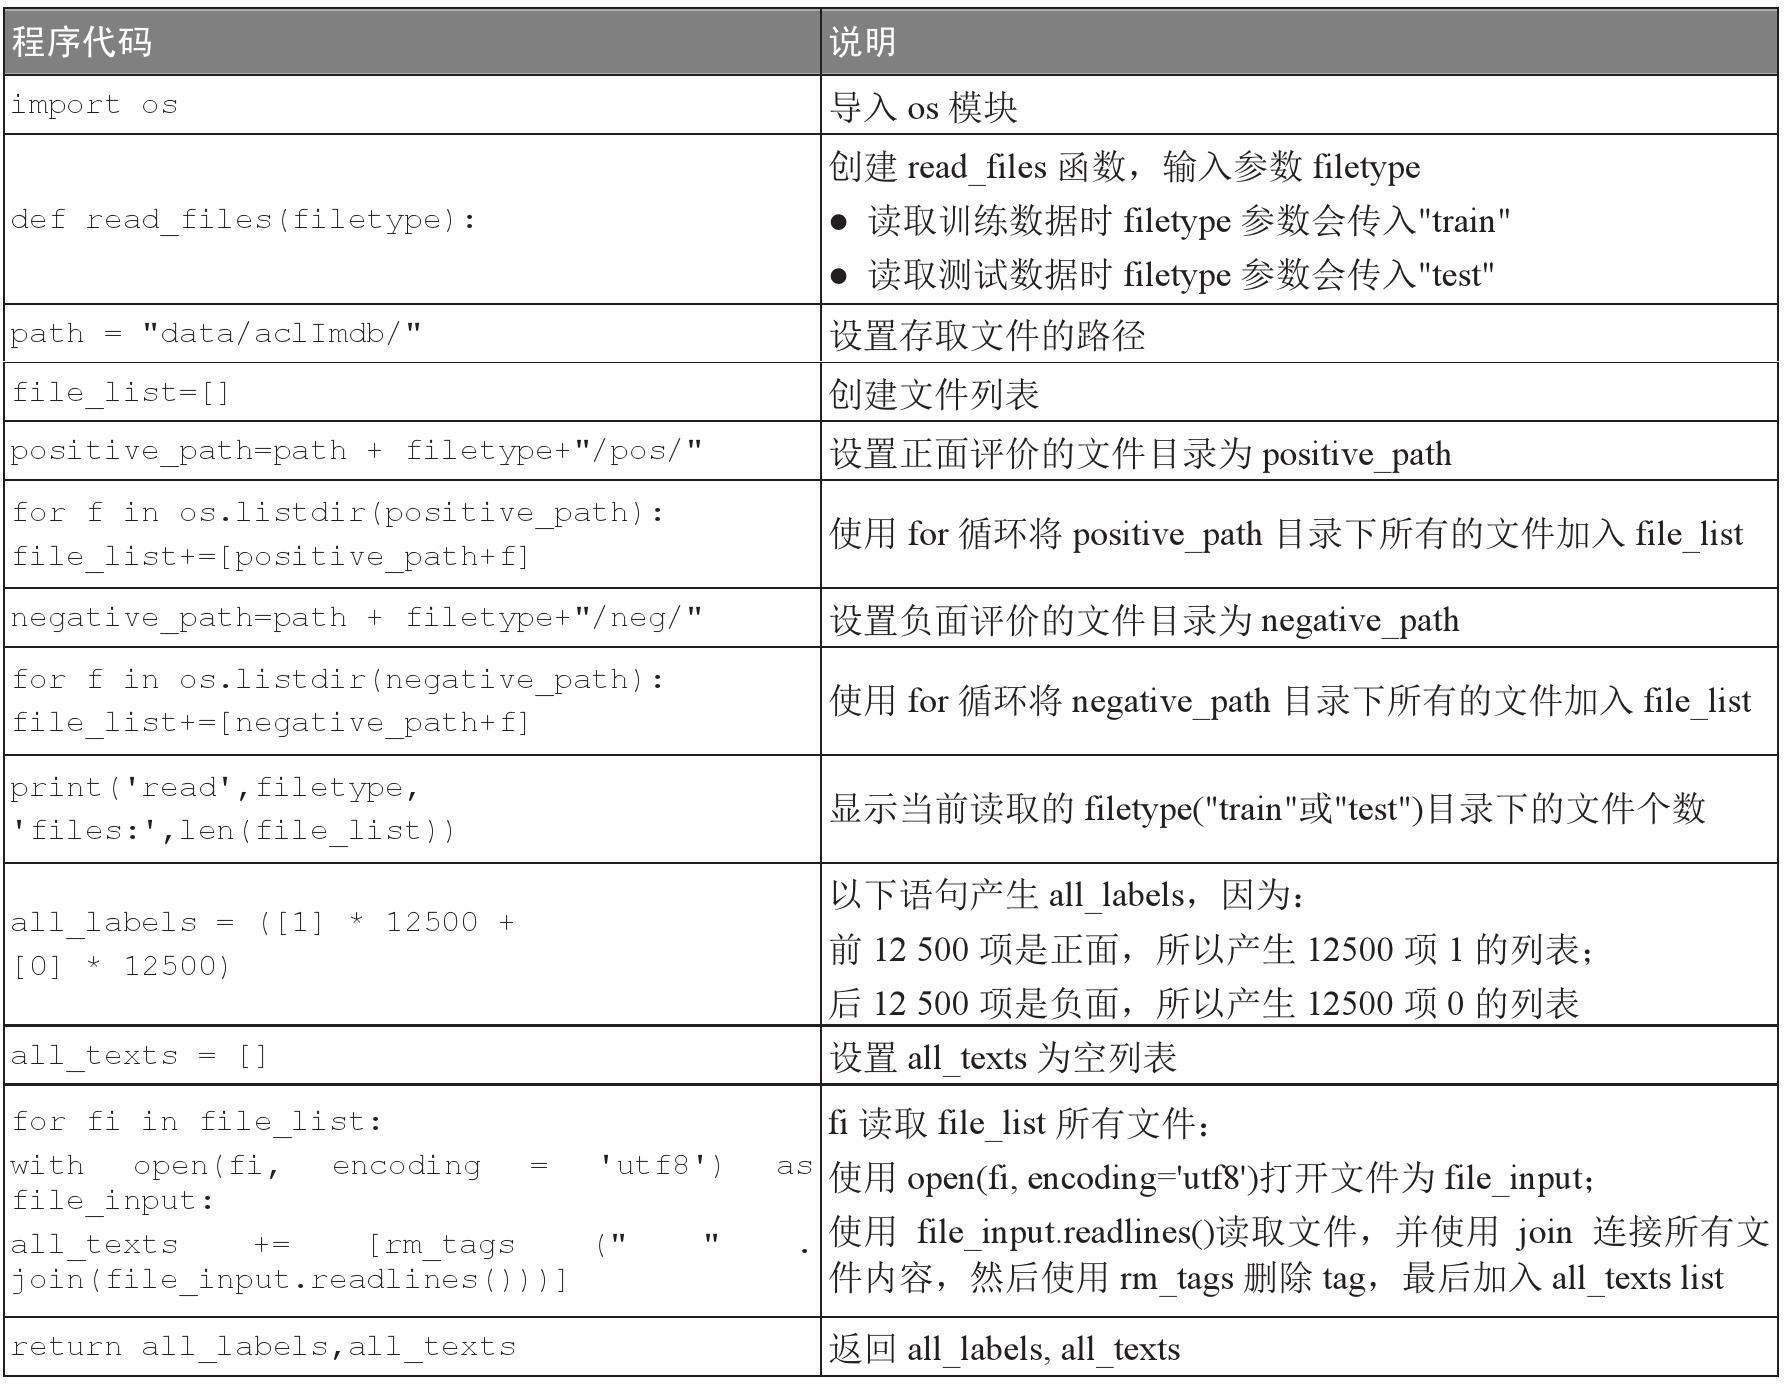 程序代码
说明
import os
导入 os 模块
def read_files(filetype):
创建 read_files 函数，输入参数 filetype
● 读取训练数据时 filetype 参数会传入"train"
● 读取测试数据时 filetype 参数会传入"test"
path = "data/aclImdb/"
设置存取文件的路径
file_list=[]
创建文件列表
positive_path=path + filetype+"/pos/"
设置正面评价的文件目录为 positive_path
for f in os.listdir(positive_path):
file_list+=[positive_path+f]
使用 for 循环将 positive_path 目录下所有的文件加入 file_list
negative_path=path + filetype+"/neg/"
设置负面评价的文件目录为 negative_path
for f in os.listdir(negative_path):
file_list+=[negative_path+f]
使用 for 循环将 negative_path 目录下所有的文件加入 file_list
print('read',filetype,
'files:',len(file_list))
显示当前读取的 filetype("train"或"test")目录下的文件个数
all_labels = ([1] * 12500 +
[0] * 12500)
以下语句产生 all_labels，因为：
前 12 500 项是正面，所以产生 12500 项 1 的列表；
后 12 500 项是负面，所以产生 12500 项 0 的列表
all_texts = []
设置 all_texts 为空列表
for fi in file_list:
with open(fi, encoding = 'utf8') as
file_input:
all_texts += [rm_tags (" " .
join(file_input.readlines()))]
fi 读取 file_list 所有文件：
使用 open(fi, encoding='utf8')打开文件为 file_input；
使用 file_input.readlines()读取文件，并使用 join 连接所有文
件内容，然后使用 rm_tags 删除 tag，最后加入 all_texts list
return all_labels,all_texts
返回 all_labels, all_texts